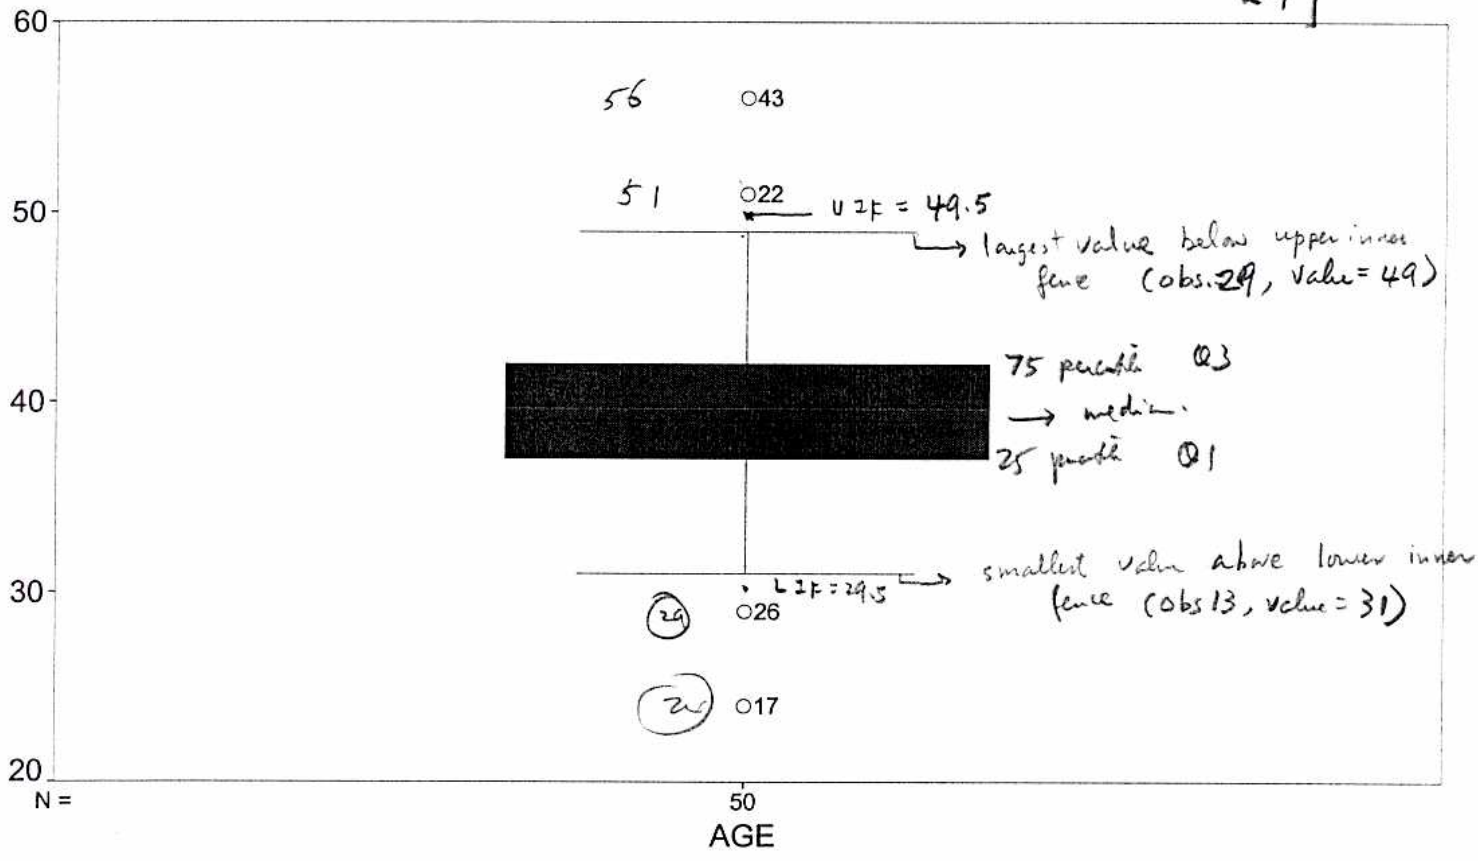 60
56 ○43
51 ○22
50
UIF = 49.5
largest value below upper inner
fence (obs. 29, value = 49)
75 Q3
40
→ median.
25 Q1
smallest value above lower inner
fence (obs 13, value = 31)
30
LIF = 29.5
29 ○26
○17
20
N =
50
AGE